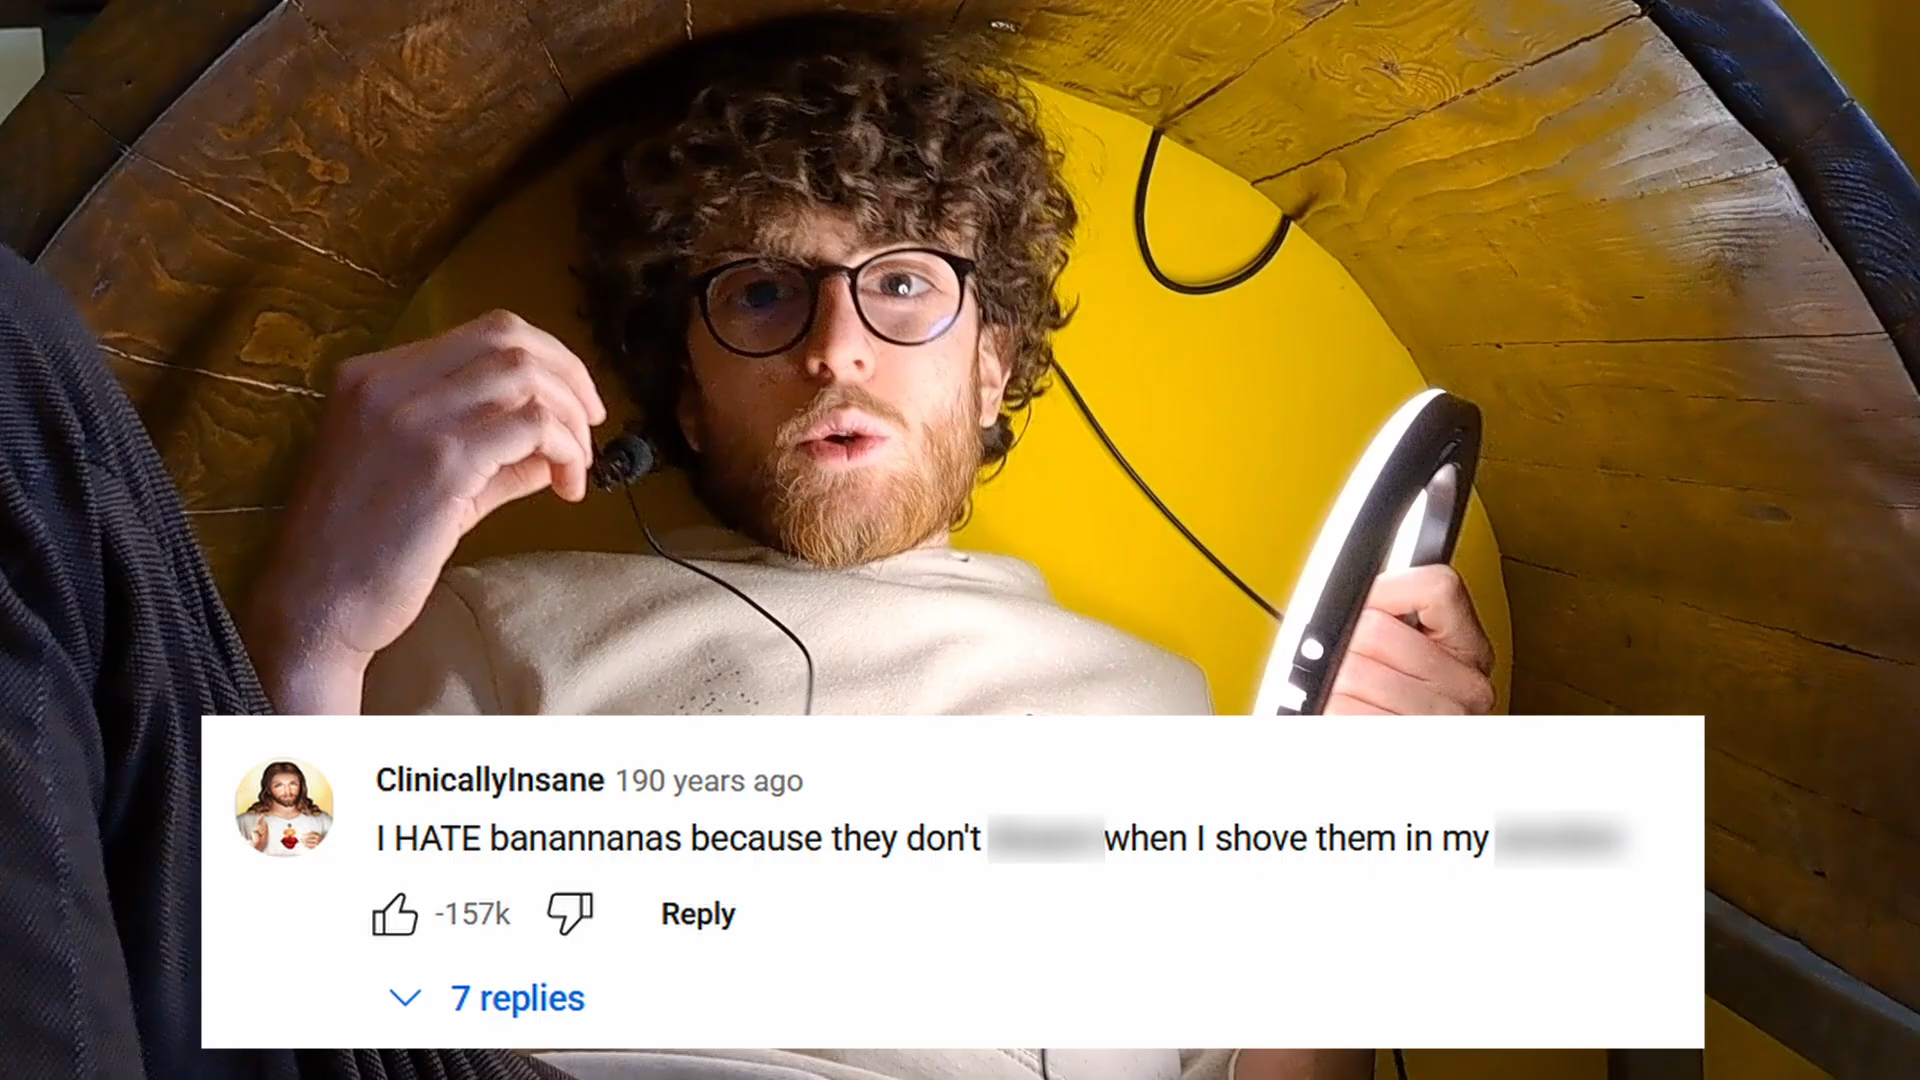 ClinicallyInsane 190 years ago
I HATE banannanas because they don't when I shove them in my
-157k Reply
7 replies